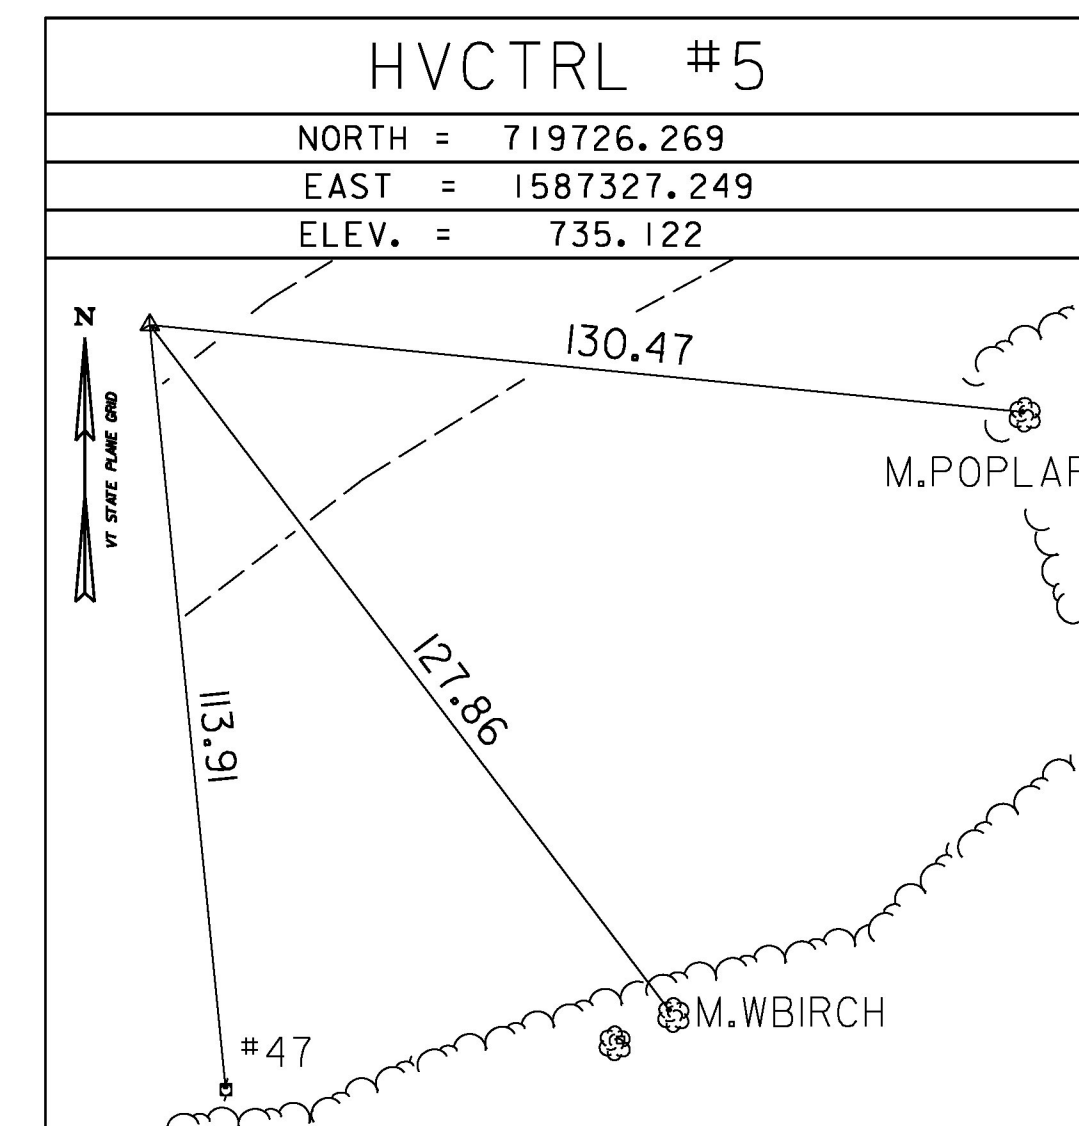 HVCTRL #5
NORTH = 719726.269
EAST = 1587327.249
ELEV. = 735.122
N
VT STATE PLANE GRID
130.47
M.POPLAR
127.86
113.91
M.WBIRCH
#47